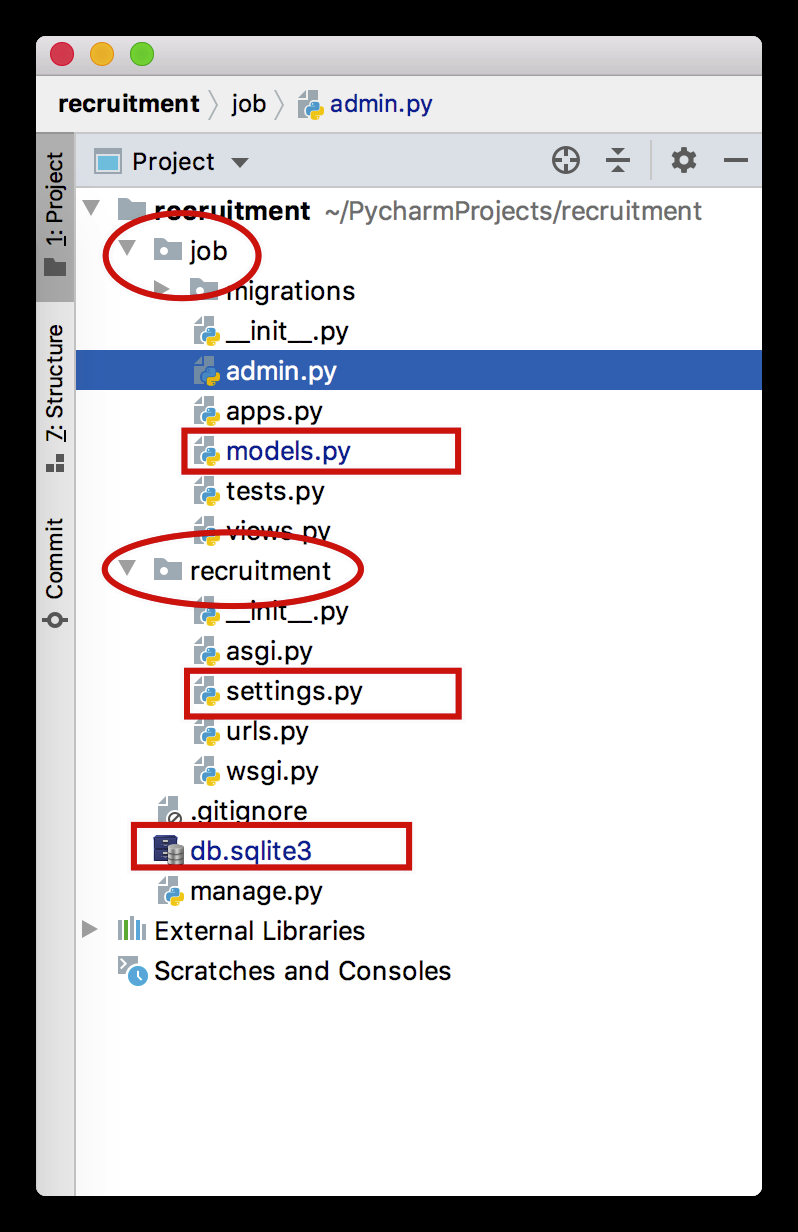 recruitment 〉 job 〉 admin.py
1: Project
Z: Structure
Commit
Project
recruitment ~/PycharmProjects/recruitment
job
migrations
__init__.py
admin.py
apps.py
models.py
tests.py
views.py
recruitment
__init__.py
asgi.py
settings.py
urls.py
wsgi.py
.gitignore
db.sqlite3
manage.py
External Libraries
Scratches and Consoles